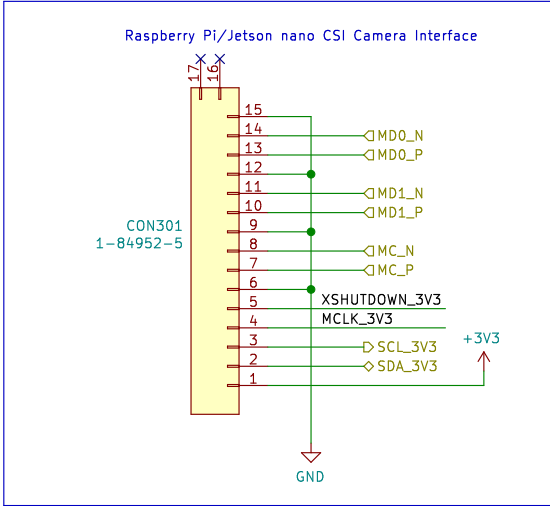 Raspberry Pi/Jetson nano CSI Camera Interface
17
16
15
14 MD0_N
13 MD0_P
12
11 MD1_N
10 MD1_P
CON301
1-84952-5
9
8 MC_N
7 MC_P
6
5 XSHUTDOWN_3V3
4 MCLK_3V3
3 SCL_3V3
+3V3
2 SDA_3V3
1
GND